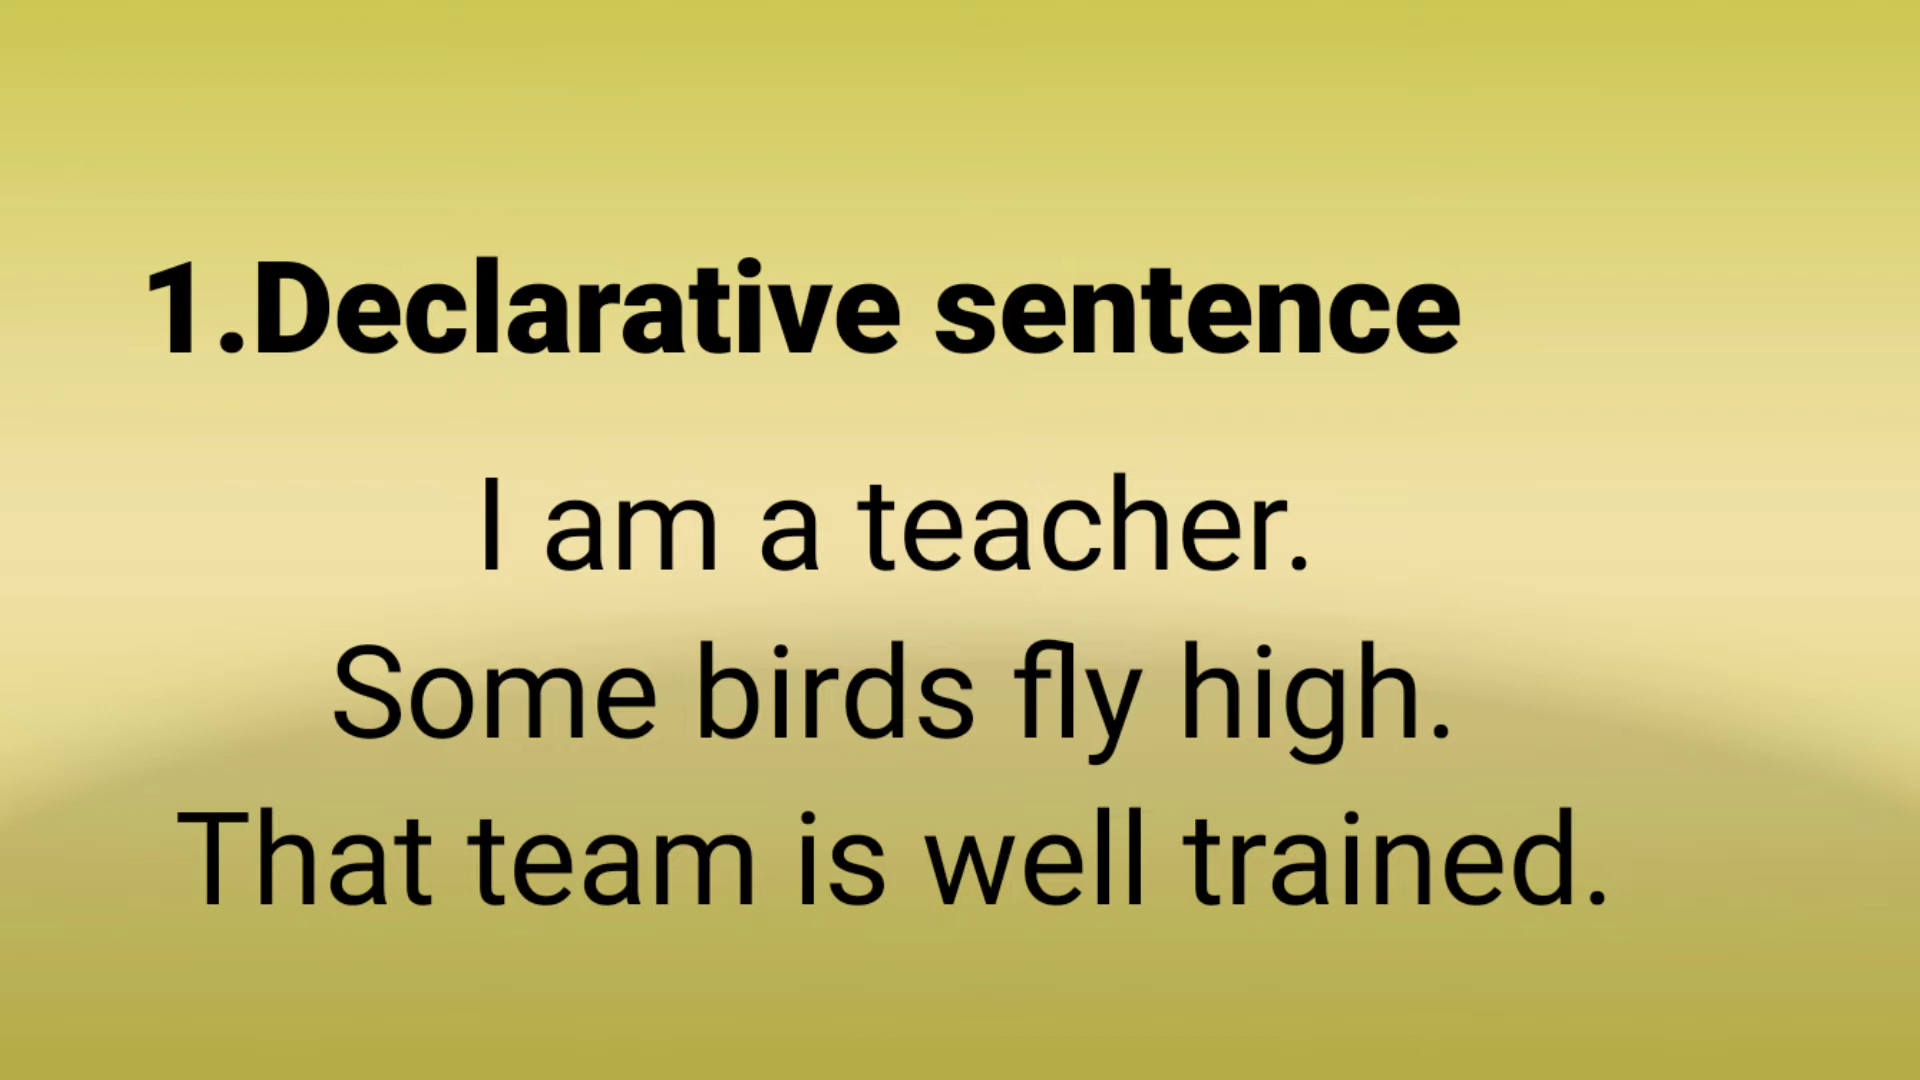 1.Declarative sentence
I am a teacher.
Some birds fly high.
That team is well trained.